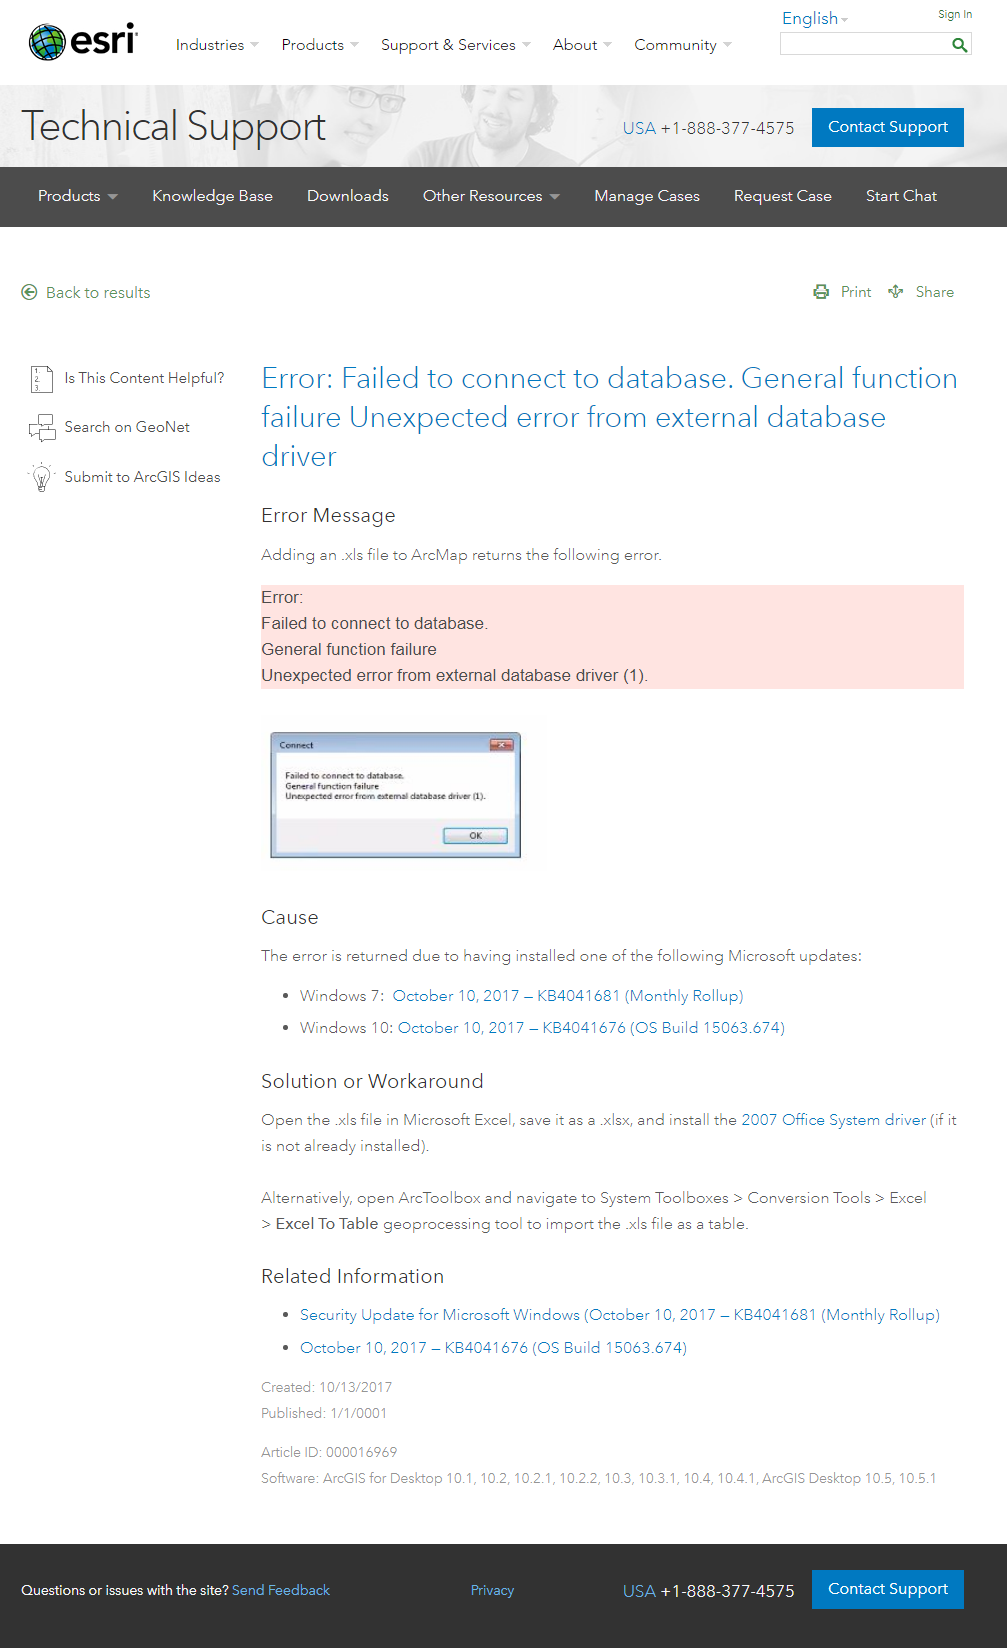 esri
Industries
Products
Support & Services
About
Community
English
Sign In
Technical Support
USA +1-888-377-4575
Contact Support
Products
Knowledge Base
Downloads
Other Resources
Manage Cases
Request Case
Start Chat
Back to results
Print
Share
Is This Content Helpful?
Search on GeoNet
Submit to ArcGIS Ideas
Error: Failed to connect to database. General function
failure Unexpected error from external database
driver
Error Message
Adding an .xls file to ArcMap returns the following error.
Error:
Failed to connect to database.
General function failure
Unexpected error from external database driver (1).
Connect
Failed to connect to database.
General function failure
Unexpected error from external database driver (1).
OK
Cause
The error is returned due to having installed one of the following Microsoft updates:
• Windows 7:  October 10, 2017 – KB4041681 (Monthly Rollup)
• Windows 10: October 10, 2017 – KB4041676 (OS Build 15063.674)
Solution or Workaround
Open the .xls file in Microsoft Excel, save it as a .xlsx, and install the 2007 Office System driver (if it
is not already installed).
Alternatively, open ArcToolbox and navigate to System Toolboxes > Conversion Tools > Excel
> Excel To Table geoprocessing tool to import the .xls file as a table.
Related Information
• Security Update for Microsoft Windows (October 10, 2017 – KB4041681 (Monthly Rollup)
• October 10, 2017 – KB4041676 (OS Build 15063.674)
Created: 10/13/2017
Published: 1/1/0001
Article ID: 000016969
Software: ArcGIS for Desktop 10.1, 10.2, 10.2.1, 10.2.2, 10.3, 10.3.1, 10.4, 10.4.1, ArcGIS Desktop 10.5, 10.5.1
Questions or issues with the site? Send Feedback
Privacy
USA +1-888-377-4575
Contact Support